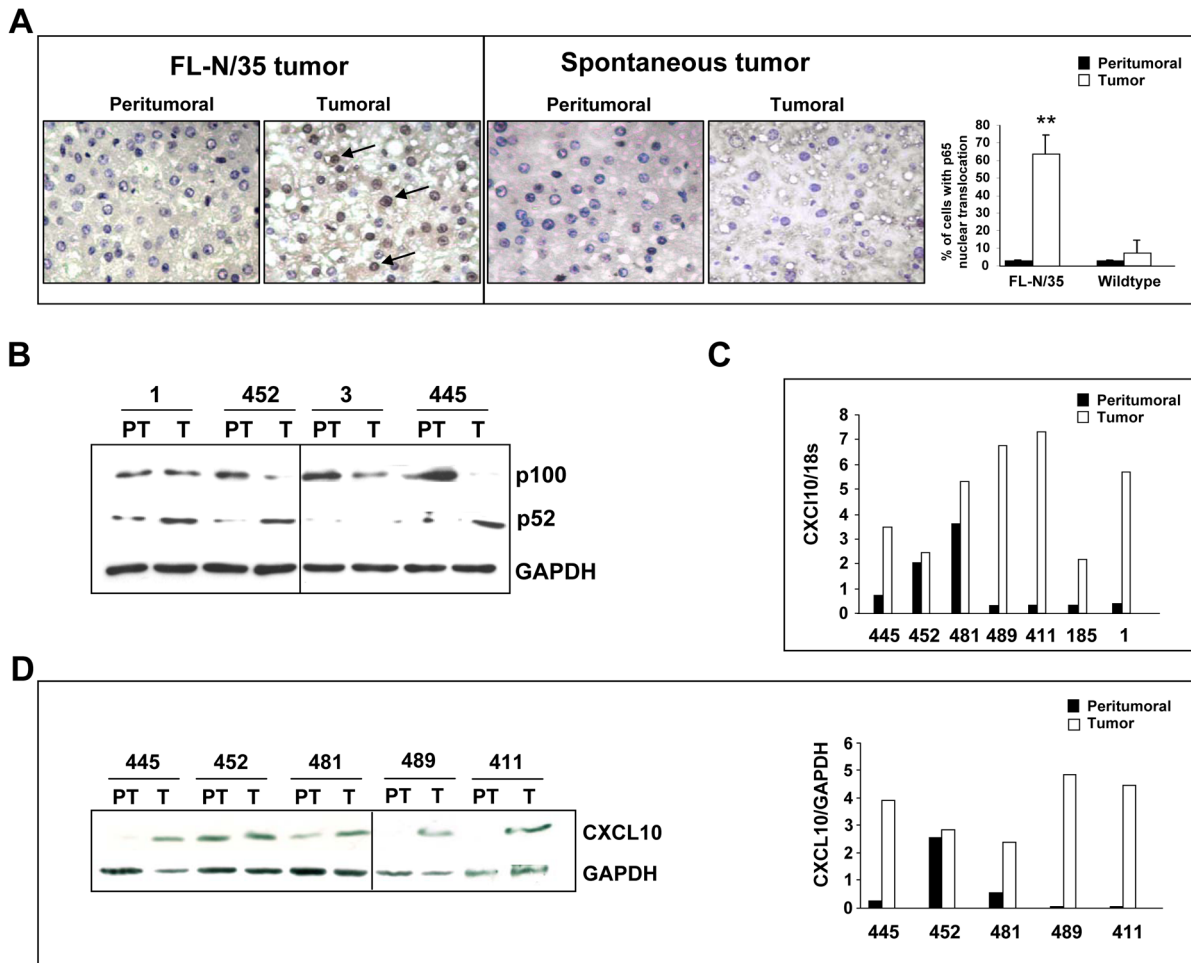 A
FL-N/35 tumor
Peritumoral Tumoral
Spontaneous tumor
Peritumoral Tumoral
Peritumoral
Tumor
% of cells with p65
nuclear translocation
80
70
60
50
40
30
20
10
0
**
FL-N/35 Wildtype
B
1 452 3 445
PT T PT T PT T PT T
p100
p52
GAPDH
C
Peritumoral
Tumor
CXCl10/18s
8
7
6
5
4
3
2
1
0
445 452 481 489 411 185 1
D
445 452 481 489 411
PT T PT T PT T PT T PT T
CXCL10
GAPDH
Peritumoral
Tumor
CXCL10/GAPDH
6
5
4
3
2
1
0
445 452 481 489 411